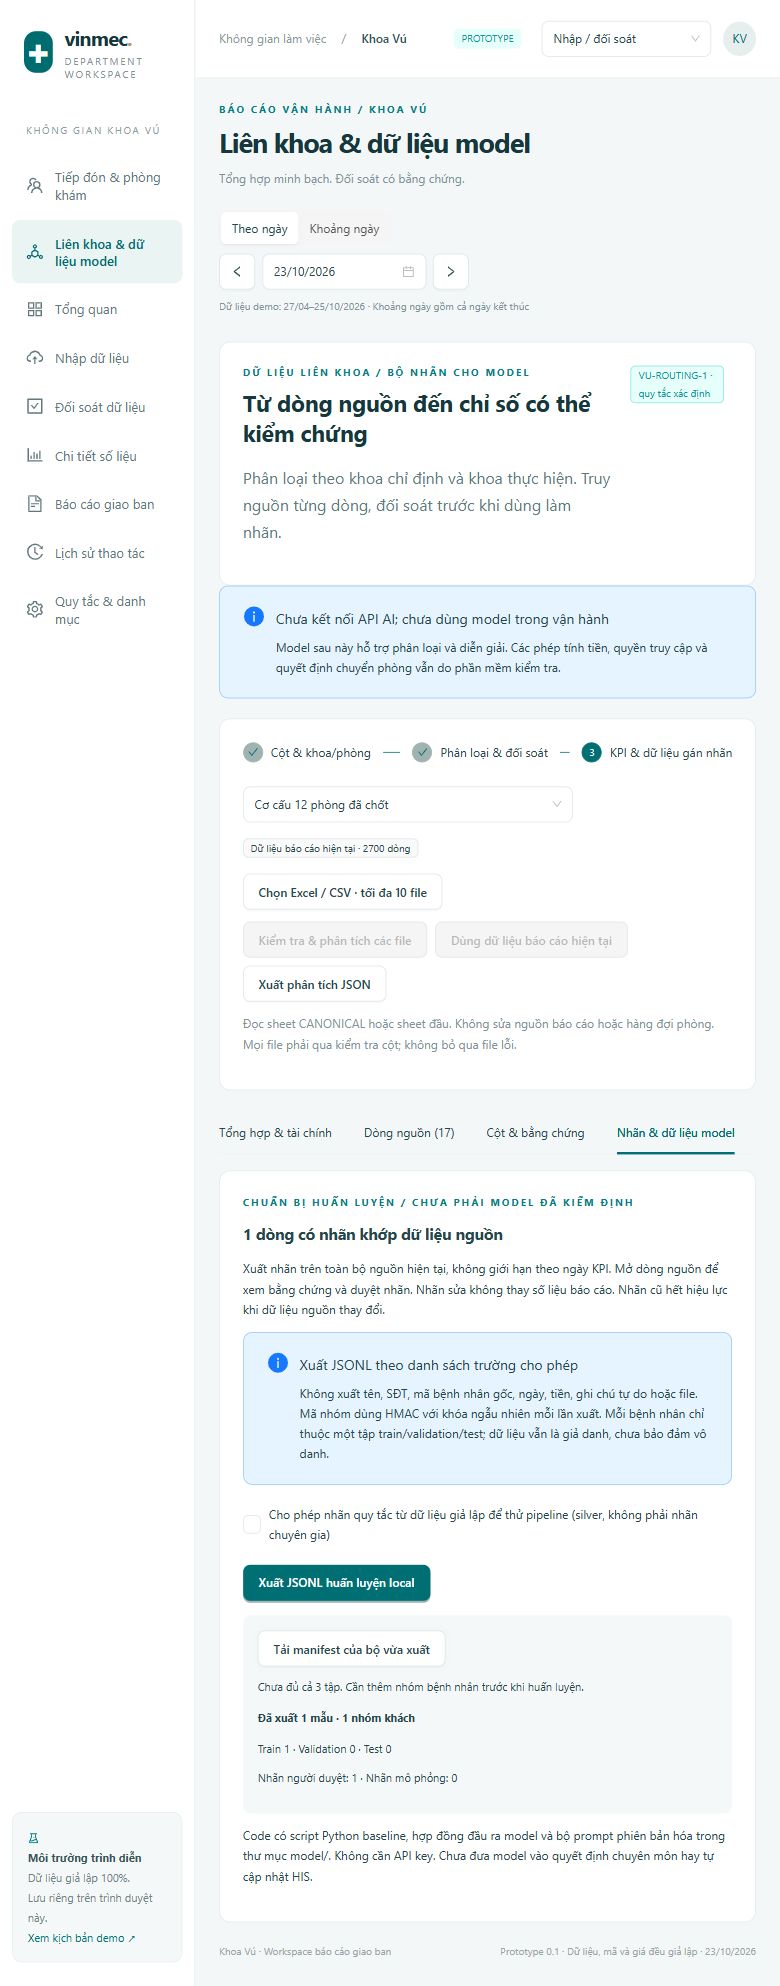 vinmec.
DEPARTMENT
WORKSPACE
KHÔNG GIAN KHOA VÚ
Tiếp đón & phòng
khám
Liên khoa & dữ
liệu model
Tổng quan
Nhập dữ liệu
Đối soát dữ liệu
Chi tiết số liệu
Báo cáo giao ban
Lịch sử thao tác
Quy tắc & danh
mục
Môi trường trình diễn
Dữ liệu giả lập 100%.
Lưu riêng trên trình duyệt
này.
Xem kịch bản demo ↗
Không gian làm việc / Khoa Vú
PROTOTYPE
Nhập / đối soát
KV
BÁO CÁO VẬN HÀNH / KHOA VÚ
Liên khoa & dữ liệu model
Tổng hợp minh bạch. Đối soát có bằng chứng.
Theo ngày
Khoảng ngày
23/10/2026
Dữ liệu demo: 27/04–25/10/2026 · Khoảng ngày gồm cả ngày kết thúc
DỮ LIỆU LIÊN KHOA / BỘ NHÃN CHO MODEL
VU-ROUTING-1 ·
quy tắc xác định
Từ dòng nguồn đến chỉ số có thể
kiểm chứng
Phân loại theo khoa chỉ định và khoa thực hiện. Truy
nguồn từng dòng, đối soát trước khi dùng làm
nhãn.
Chưa kết nối API AI; chưa dùng model trong vận hành
Model sau này hỗ trợ phân loại và diễn giải. Các phép tính tiền, quyền truy cập và
quyết định chuyển phòng vẫn do phần mềm kiểm tra.
Cột & khoa/phòng
Phân loại & đối soát
3
KPI & dữ liệu gán nhãn
Cơ cấu 12 phòng đã chốt
Dữ liệu báo cáo hiện tại · 2700 dòng
Chọn Excel / CSV · tối đa 10 file
Kiểm tra & phân tích các file
Dùng dữ liệu báo cáo hiện tại
Xuất phân tích JSON
Đọc sheet CANONICAL hoặc sheet đầu. Không sửa nguồn báo cáo hoặc hàng đợi phòng.
Mọi file phải qua kiểm tra cột; không bỏ qua file lỗi.
Tổng hợp & tài chính
Dòng nguồn (17)
Cột & bằng chứng
Nhãn & dữ liệu model
CHUẨN BỊ HUẤN LUYỆN / CHƯA PHẢI MODEL ĐÃ KIỂM ĐỊNH
1 dòng có nhãn khớp dữ liệu nguồn
Xuất nhãn trên toàn bộ nguồn hiện tại, không giới hạn theo ngày KPI. Mở dòng nguồn để
xem bằng chứng và duyệt nhãn. Nhãn sửa không thay số liệu báo cáo. Nhãn cũ hết hiệu lực
khi dữ liệu nguồn thay đổi.
Xuất JSONL theo danh sách trường cho phép
Không xuất tên, SĐT, mã bệnh nhân gốc, ngày, tiền, ghi chú tự do hoặc file.
Mã nhóm dùng HMAC với khóa ngẫu nhiên mỗi lần xuất. Mỗi bệnh nhân chỉ
thuộc một tập train/validation/test; dữ liệu vẫn là giả danh, chưa bảo đảm vô
danh.
Cho phép nhãn quy tắc từ dữ liệu giả lập để thử pipeline (silver, không phải nhãn
chuyên gia)
Xuất JSONL huấn luyện local
Tải manifest của bộ vừa xuất
Chưa đủ cả 3 tập. Cần thêm nhóm bệnh nhân trước khi huấn luyện.
Đã xuất 1 mẫu · 1 nhóm khách
Train 1 · Validation 0 · Test 0
Nhãn người duyệt: 1 · Nhãn mô phỏng: 0
Code có script Python baseline, hợp đồng đầu ra model và bộ prompt phiên bản hóa trong
thư mục model/. Không cần API key. Chưa đưa model vào quyết định chuyên môn hay tự
cập nhật HIS.
Khoa Vú · Workspace báo cáo giao ban
Prototype 0.1 · Dữ liệu, mã và giá đều giả lập · 23/10/2026